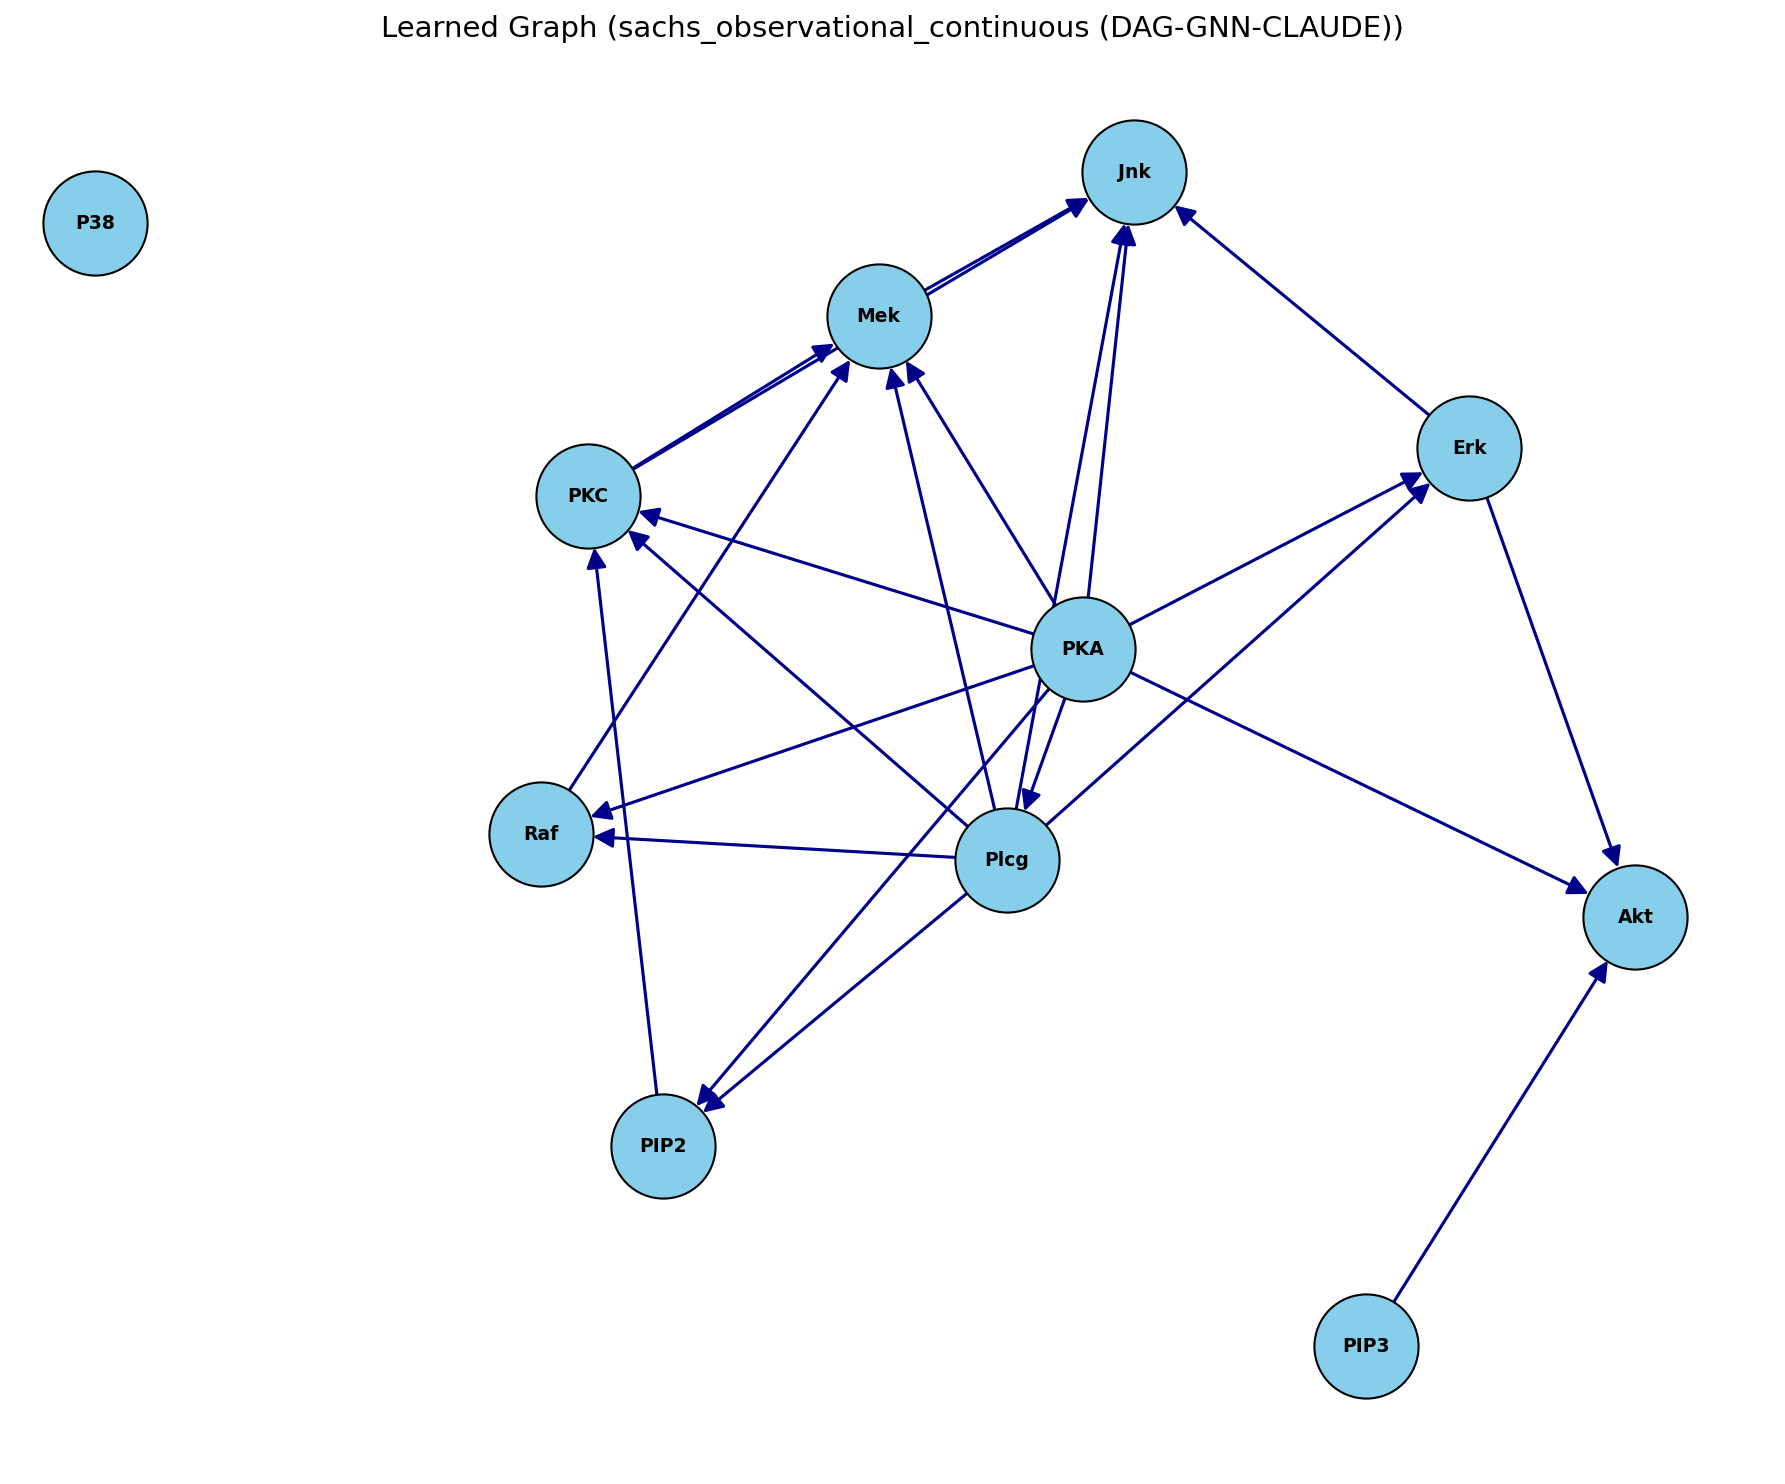 Learned Graph (sachs_observational_continuous (DAG-GNN-CLAUDE))
Jnk
P38
Mek
Erk
PKC
PKA
Raf
Plcg
Akt
PIP2
PIP3